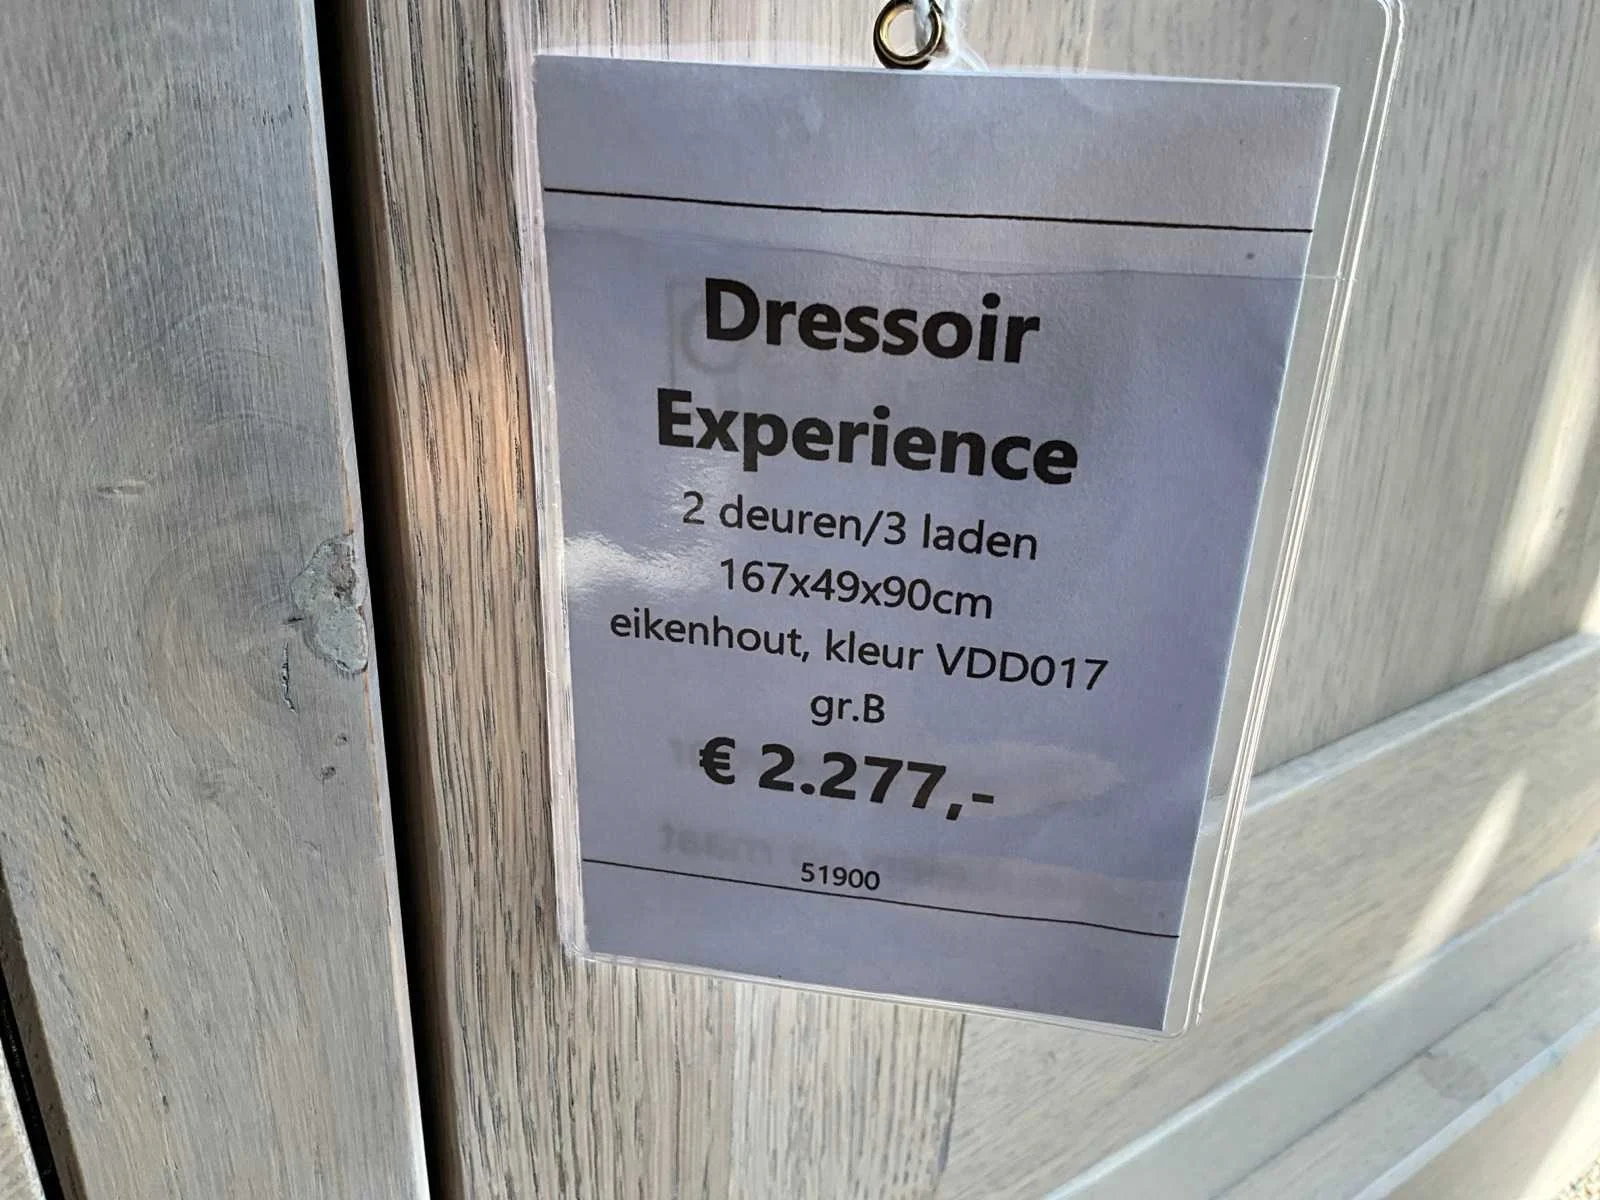 Dressoir
Experience
2 deuren/3 laden
167x49x90cm
eikenhout, kleur VDD017
gr.B
€ 2.277,-
51900